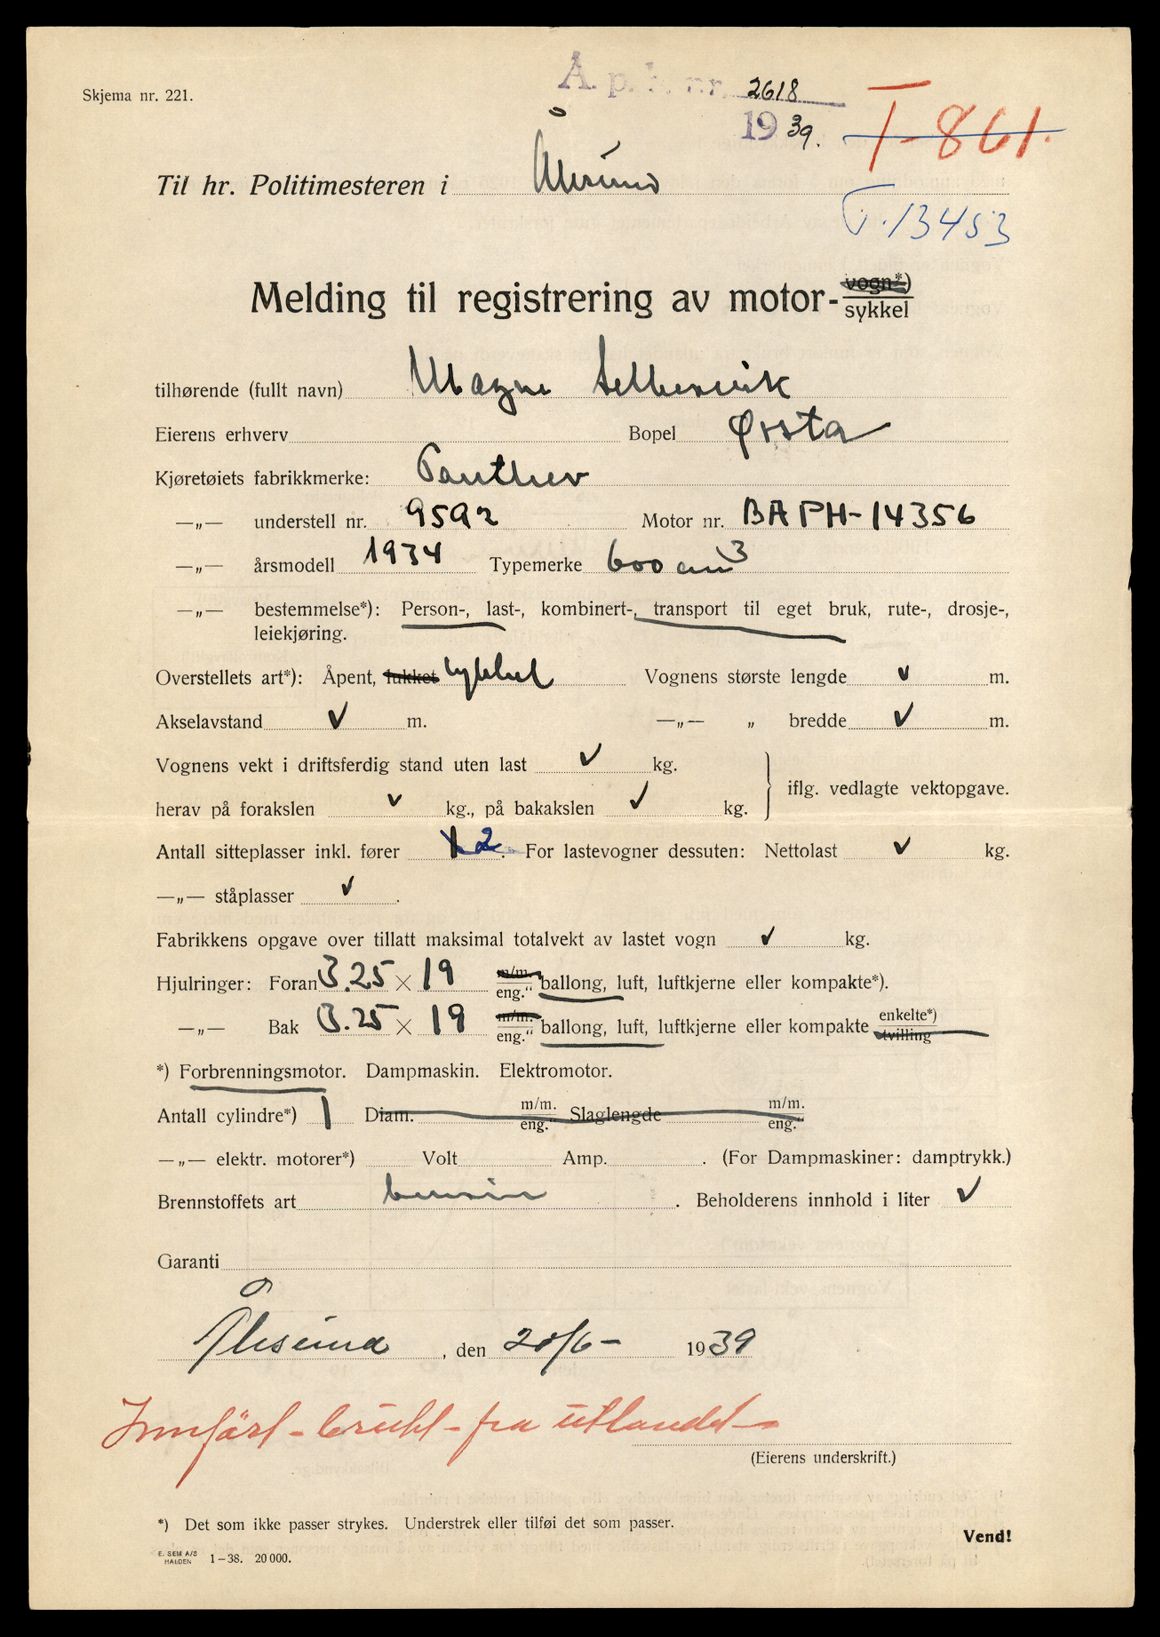 Skjema nr. 221.
Å. p. k. nr. 2618
1939.
T-861.
Til hr. Politimesteren i Ålesund
T.13453
Melding til registrering av motor-vogn*)
sykkel
tilhørende (fullt navn) Magne
Eierens erhverv Bopel Ørsta
Kjøretøiets fabrikkmerke: Panther
—„— understell nr. 9592 Motor nr. BAPH-14356
—„— årsmodell 1934 Typemerke 600 cm3
—„— bestemmelse*): Person-, last-, kombinert-, transport til eget bruk, rute-, drosje-,
leiekjøring.
Overstellets art*): Åpent, lukket sykkel Vognens største lengde ✓ m.
Akselavstand ✓ m. —„— „ bredde ✓ m.
Vognens vekt i driftsferdig stand uten last ✓ kg.
iflg. vedlagte vektopgave.
herav på forakslen ✓ kg., på bakakslen ✓ kg.
Antall sitteplasser inkl. fører 1 2. For lastevogner dessuten: Nettolast ✓ kg.
—„— ståplasser ✓.
Fabrikkens opgave over tillatt maksimal totalvekt av lastet vogn ✓ kg.
Hjulringer: Foran 3.25 × 19 m/m. eng." ballong, luft, luftkjerne eller kompakte*).
—„— Bak 3.25 × 19 m/m. eng." ballong, luft, luftkjerne eller kompakte enkelte*) tvilling
*) Forbrenningsmotor. Dampmaskin. Elektromotor.
Antall cylindre*) 1 Diam. m/m. eng." Slaglengde m/m. eng."
—„— elektr. motorer*) Volt Amp. . (For Dampmaskiner: damptrykk.)
Brennstoffets art bensin. Beholderens innhold i liter ✓
Garanti
Ålesund, den 20/6- 1939
Innført - brukt - fra utlandet
(Eierens underskrift.)
*) Det som ikke passer strykes. Understrek eller tilføi det som passer.
Vend!
E. SEM A/S
HALDEN 1-38. 20 000.